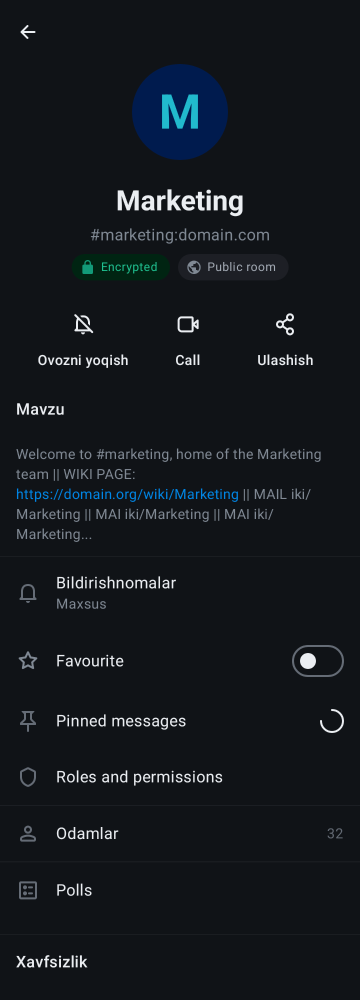 M
Marketing
#marketing:domain.com
Encrypted Public room
Ovozni yoqish Call Ulashish
Mavzu
Welcome to #marketing, home of the Marketing
team || WIKI PAGE:
https://domain.org/wiki/Marketing || MAIL iki/
Marketing || MAI iki/Marketing || MAI iki/
Marketing...
Bildirishnomalar
Maxsus
Favourite
Pinned messages
Roles and permissions
Odamlar 32
Polls
Xavfsizlik